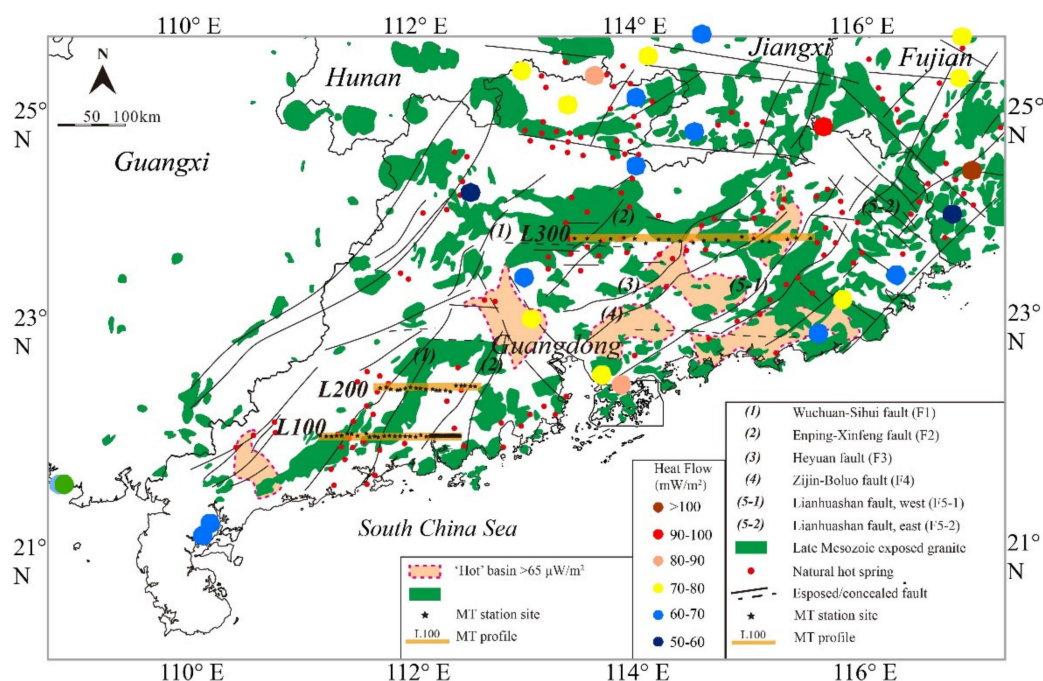 110° E 112° E 114° E 116° E
N
50 100km
Hunan
Jiangxi
Fujian
25° N
25° N
Guangxi
(5-2)
(2)
(1) L300
(3)
(5-1)
(4)
23° N
23° N
Guangdong
(1)
(2)
L200
L100
South China Sea
21° N
21° N
'Hot' basin >65 μW/m²
MT station site
L100 MT profile
Heat Flow
(mW/m²)
>100
90-100
80-90
70-80
60-70
50-60
(1) Wuchuan-Sihui fault (F1)
(2) Enping-Xinfeng fault (F2)
(3) Heyuan fault (F3)
(4) Zijin-Boluo fault (F4)
(5-1) Lianhuashan fault, west (F5-1)
(5-2) Lianhuashan fault, east (F5-2)
Late Mesozoic exposed granite
Natural hot spring
Esposed/concealed fault
MT station site
L100 MT profile
110° E 112° E 114° E 116° E